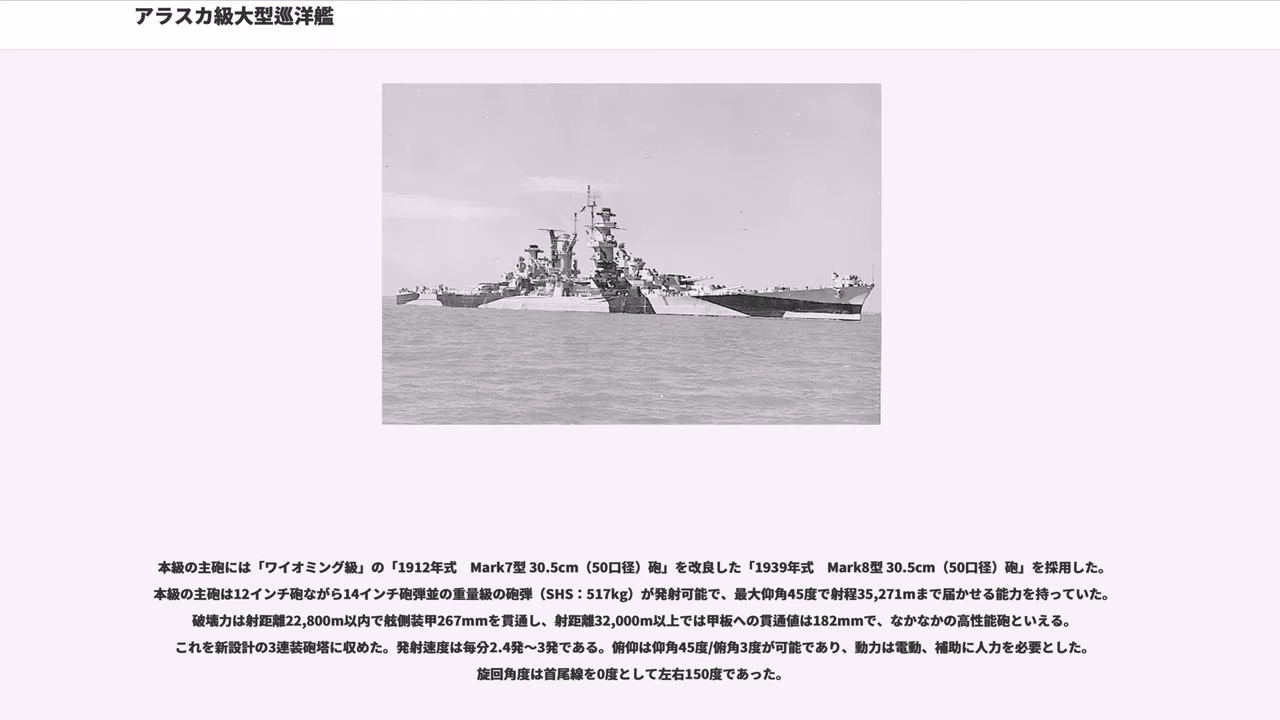 アラスカ級大型巡洋艦
本級の主砲には「ワイオミング級」の「1912年式　Mark7型 30.5cm（50口径）砲」を改良した「1939年式　Mark8型 30.5cm（50口径）砲」を採用した。
本級の主砲は12インチ砲ながら14インチ砲弾並の重量級の砲弾（SHS：517kg）が発射可能で、最大仰角45度で射程35,271mまで届かせる能力を持っていた。
破壊力は射距離22,800m以内で舷側装甲267mmを貫通し、射距離32,000m以上では甲板への貫通値は182mmで、なかなかの高性能砲といえる。
これを新設計の3連装砲塔に収めた。発射速度は毎分2.4発〜3発である。俯仰は仰角45度/俯角3度が可能であり、動力は電動、補助に人力を必要とした。
旋回角度は首尾線を0度として左右150度であった。